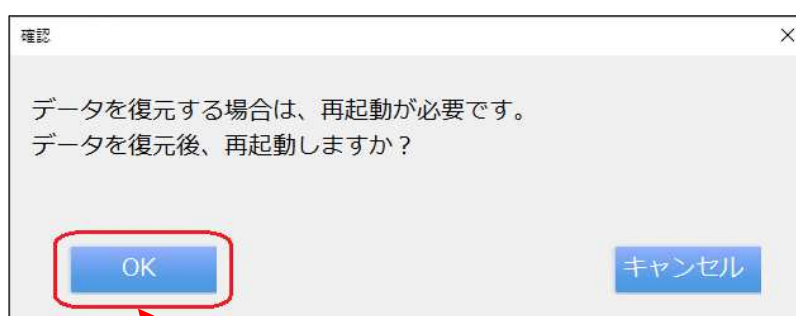 確認
データを復元する場合は、再起動が必要です。
データを復元後、再起動しますか？
OK
キャンセル